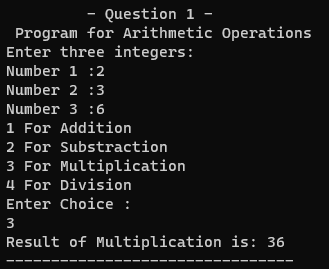 - Question 1 -
Program for Arithmetic Operations
Enter three integers:
Number 1 :2
Number 2 :3
Number 3 :6
1 For Addition
2 For Substraction
3 For Multiplication
4 For Division
Enter Choice :
3
Result of Multiplication is: 36
--------------------------------